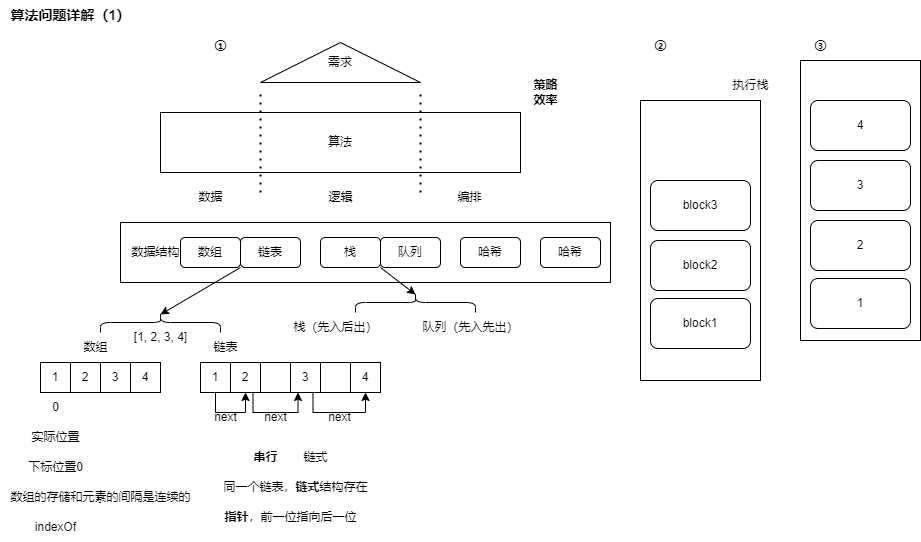 算法问题详解（1）
①
②
③
需求
策略
效率
执行栈
算法
数据
逻辑
编排
数据结构
数组
链表
栈
队列
哈希
哈希
栈（先入后出）
队列（先入先出）
数组
[1, 2, 3, 4]
链表
1
2
3
4
1
2
3
4
0
next
next
next
实际位置
下标位置0
数组的存储和元素的间隔是连续的
indexOf
串行 链式
同一个链表，链式结构存在
指针，前一位指向后一位
block3
block2
block1
4
3
2
1